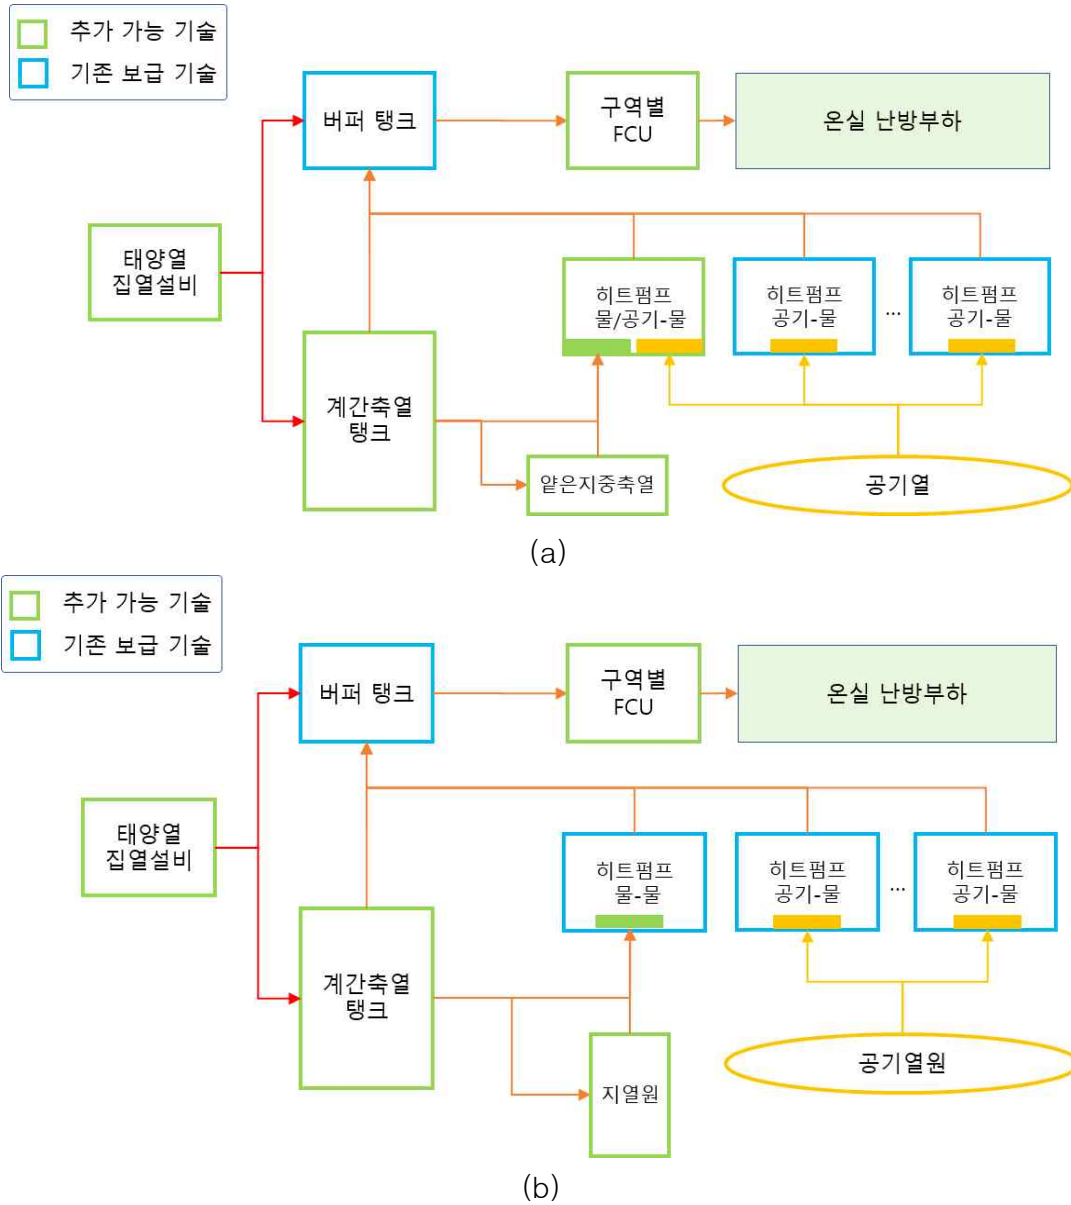 추가 가능 기술
기존 보급 기술
버퍼 탱크
구역별
FCU
온실 난방부하
태양열
집열설비
히트펌프
물/공기-물
히트펌프
공기-물
...
히트펌프
공기-물
계간축열
탱크
얕은지중축열
공기열
(a)
추가 가능 기술
기존 보급 기술
버퍼 탱크
구역별
FCU
온실 난방부하
태양열
집열설비
히트펌프
물-물
히트펌프
공기-물
...
히트펌프
공기-물
계간축열
탱크
지열원
공기열원
(b)